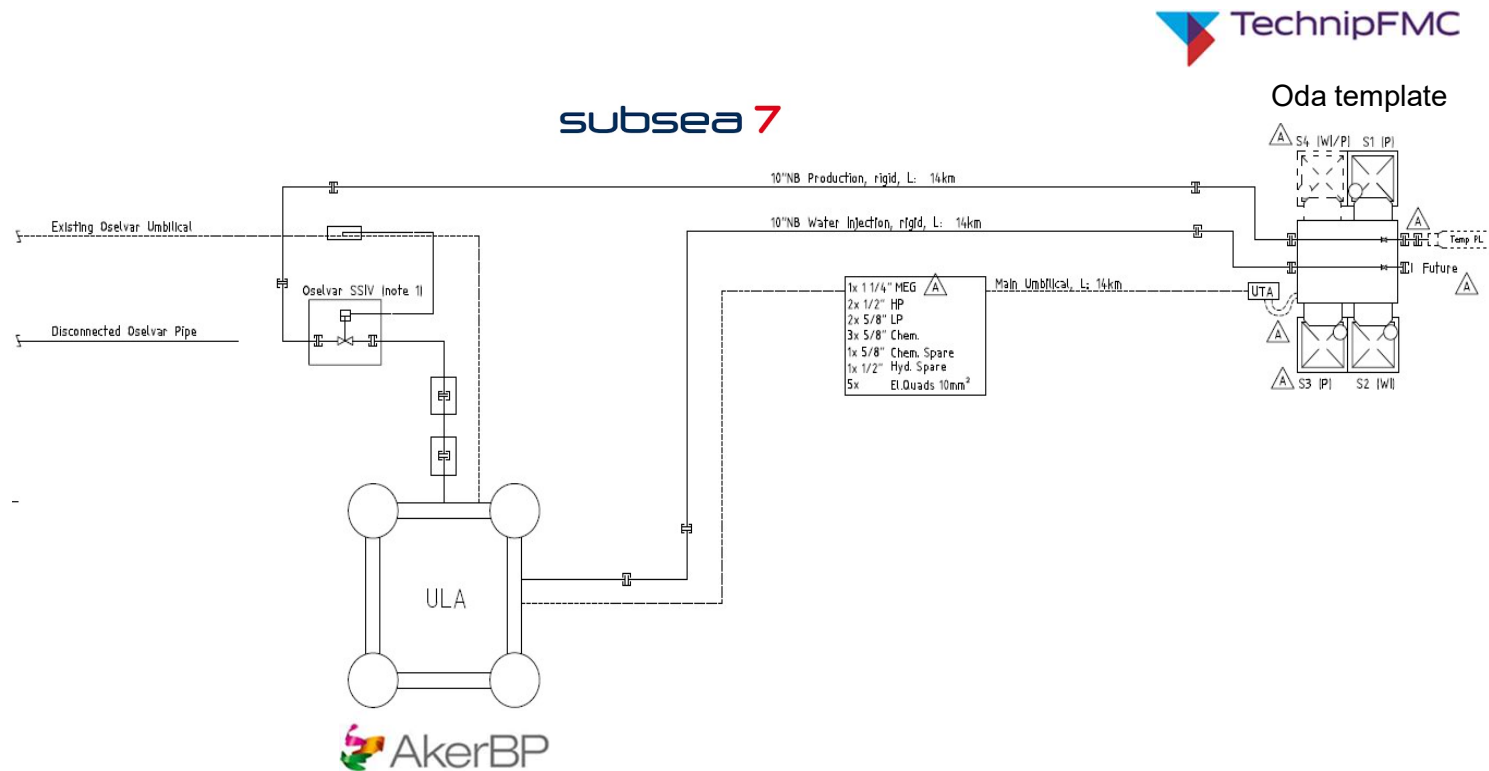 TechnipFMC
Oda template
subsea 7
A
S4 (WI/P) S1 (P)
10"NB Production, rigid, L: 14km
10"NB Water Injection, rigid, L: 14km
Existing Oselvar Umbilical
A
Temp PL
Future
A
Oselvar SSIV (note 1)
1x 1 1/4" MEG A
2x 1/2" HP
2x 5/8" LP
3x 5/8" Chem.
1x 5/8" Chem. Spare
1x 1/2" Hyd. Spare
5x El.Quads 10mm²
Main Umbilical, L: 14km
UTA
A
Disconnected Oselvar Pipe
A S3 (P) S2 (WI)
ULA
AkerBP